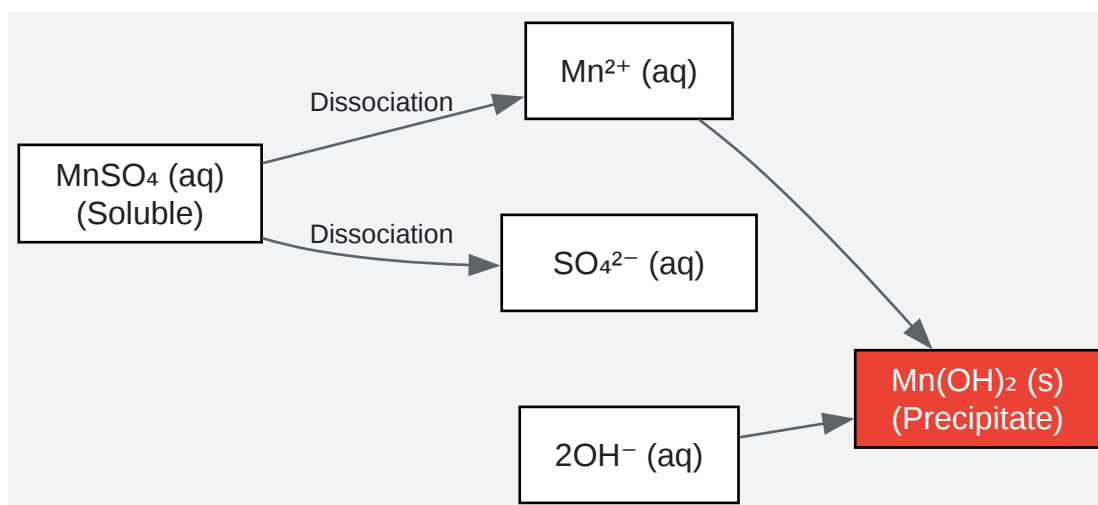 Mn²⁺ (aq)
Dissociation
MnSO₄ (aq)
(Soluble)
Dissociation
SO₄²⁻ (aq)
Mn(OH)₂ (s)
(Precipitate)
2OH⁻ (aq)